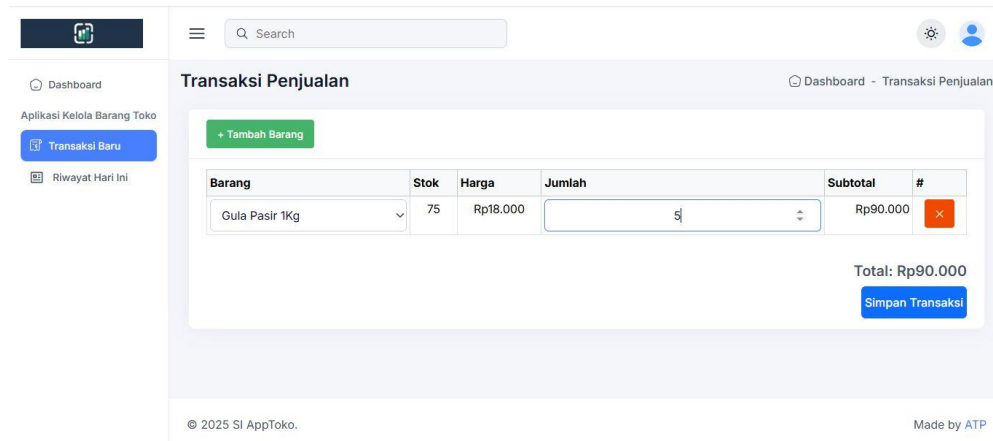 Search
Dashboard
Transaksi Penjualan
Dashboard - Transaksi Penjualan
Aplikasi Kelola Barang Toko
Transaksi Baru
Riwayat Hari Ini
+ Tambah Barang
Barang Stok Harga Jumlah Subtotal #
Gula Pasir 1Kg 75 Rp18.000 5 Rp90.000 ×
Total: Rp90.000
Simpan Transaksi
© 2025 SI AppToko.
Made by ATP